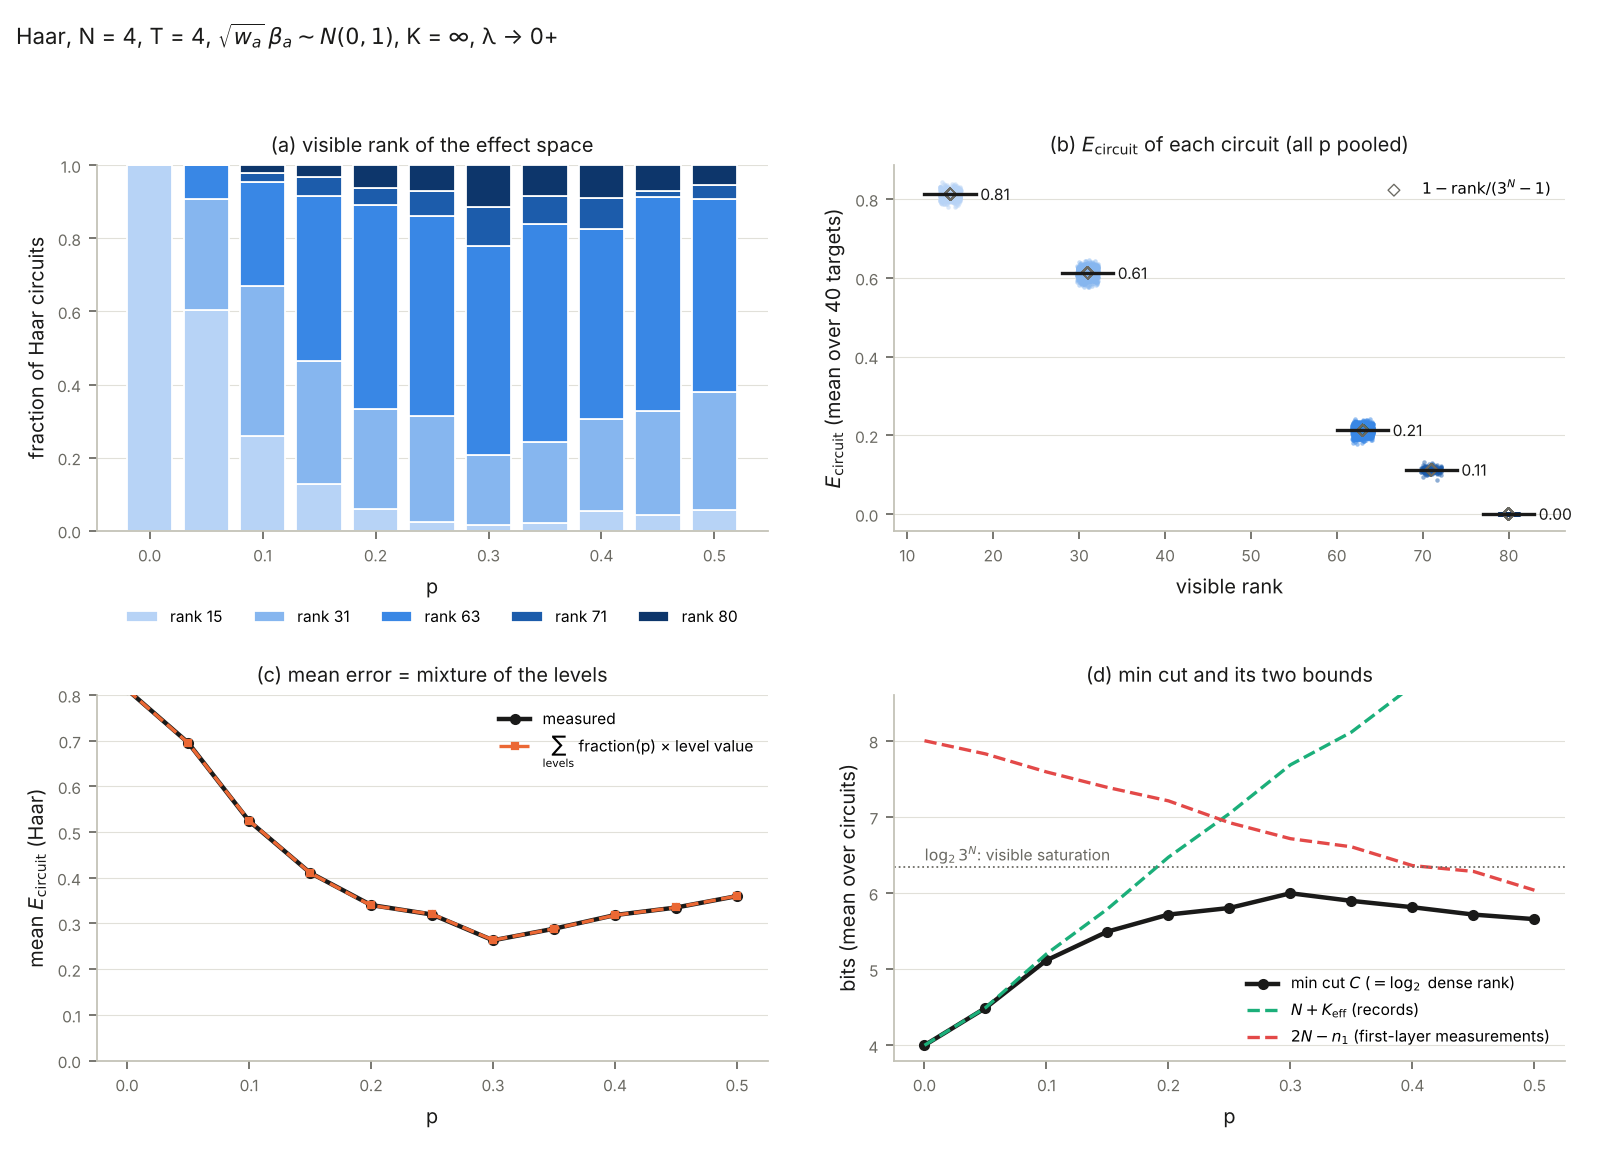 Haar, N = 4, T = 4, √w_a β_a ~ N(0, 1), K = ∞, λ → 0+
(a) visible rank of the effect space
fraction of Haar circuits
1.0
0.8
0.6
0.4
0.2
0.0
0.0 0.1 0.2 0.3 0.4 0.5
p
rank 15 rank 31 rank 63 rank 71 rank 80
(b) E_circuit of each circuit (all p pooled)
E_circuit (mean over 40 targets)
0.8
0.6
0.4
0.2
0.0
0.81
0.61
0.21
0.11
0.00
1 − rank/(3^N − 1)
10 20 30 40 50 60 70 80
visible rank
(c) mean error = mixture of the levels
mean E_circuit (Haar)
0.8
0.7
0.6
0.5
0.4
0.3
0.2
0.1
0.0
measured
∑ fraction(p) × level value
levels
0.0 0.1 0.2 0.3 0.4 0.5
p
(d) min cut and its two bounds
bits (mean over circuits)
8
7
6
5
4
log₂ 3^N: visible saturation
min cut C ( = log₂ dense rank)
N + K_eff (records)
2N − n₁ (first-layer measurements)
0.0 0.1 0.2 0.3 0.4 0.5
p